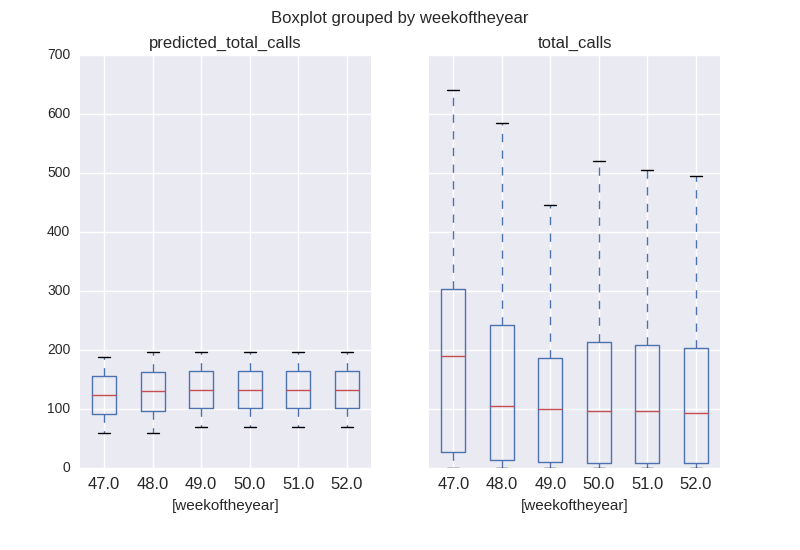 Boxplot grouped by weekoftheyear
predicted_total_calls
total_calls
700
600
500
400
300
200
100
0
47.0 48.0 49.0 50.0 51.0 52.0
[weekoftheyear]
47.0 48.0 49.0 50.0 51.0 52.0
[weekoftheyear]